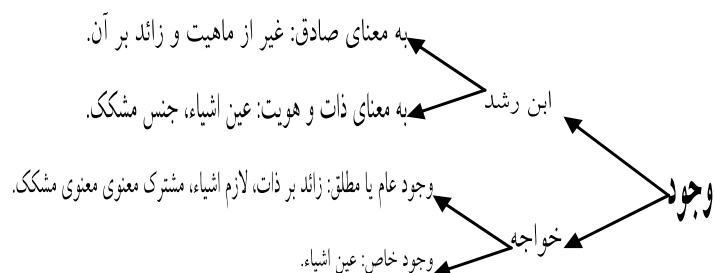 به معنای صادق: غیر از ماهیت و زائد بر آن.
ابن رشد
به معنای ذات و هویت: عین اشیاء، جنس مشکک.
وجود
وجود عام یا مطلق: زائد بر ذات، لازم اشیاء، مشترک معنوی معنوی مشکک.
خواجه
وجود خاص: عین اشیاء.